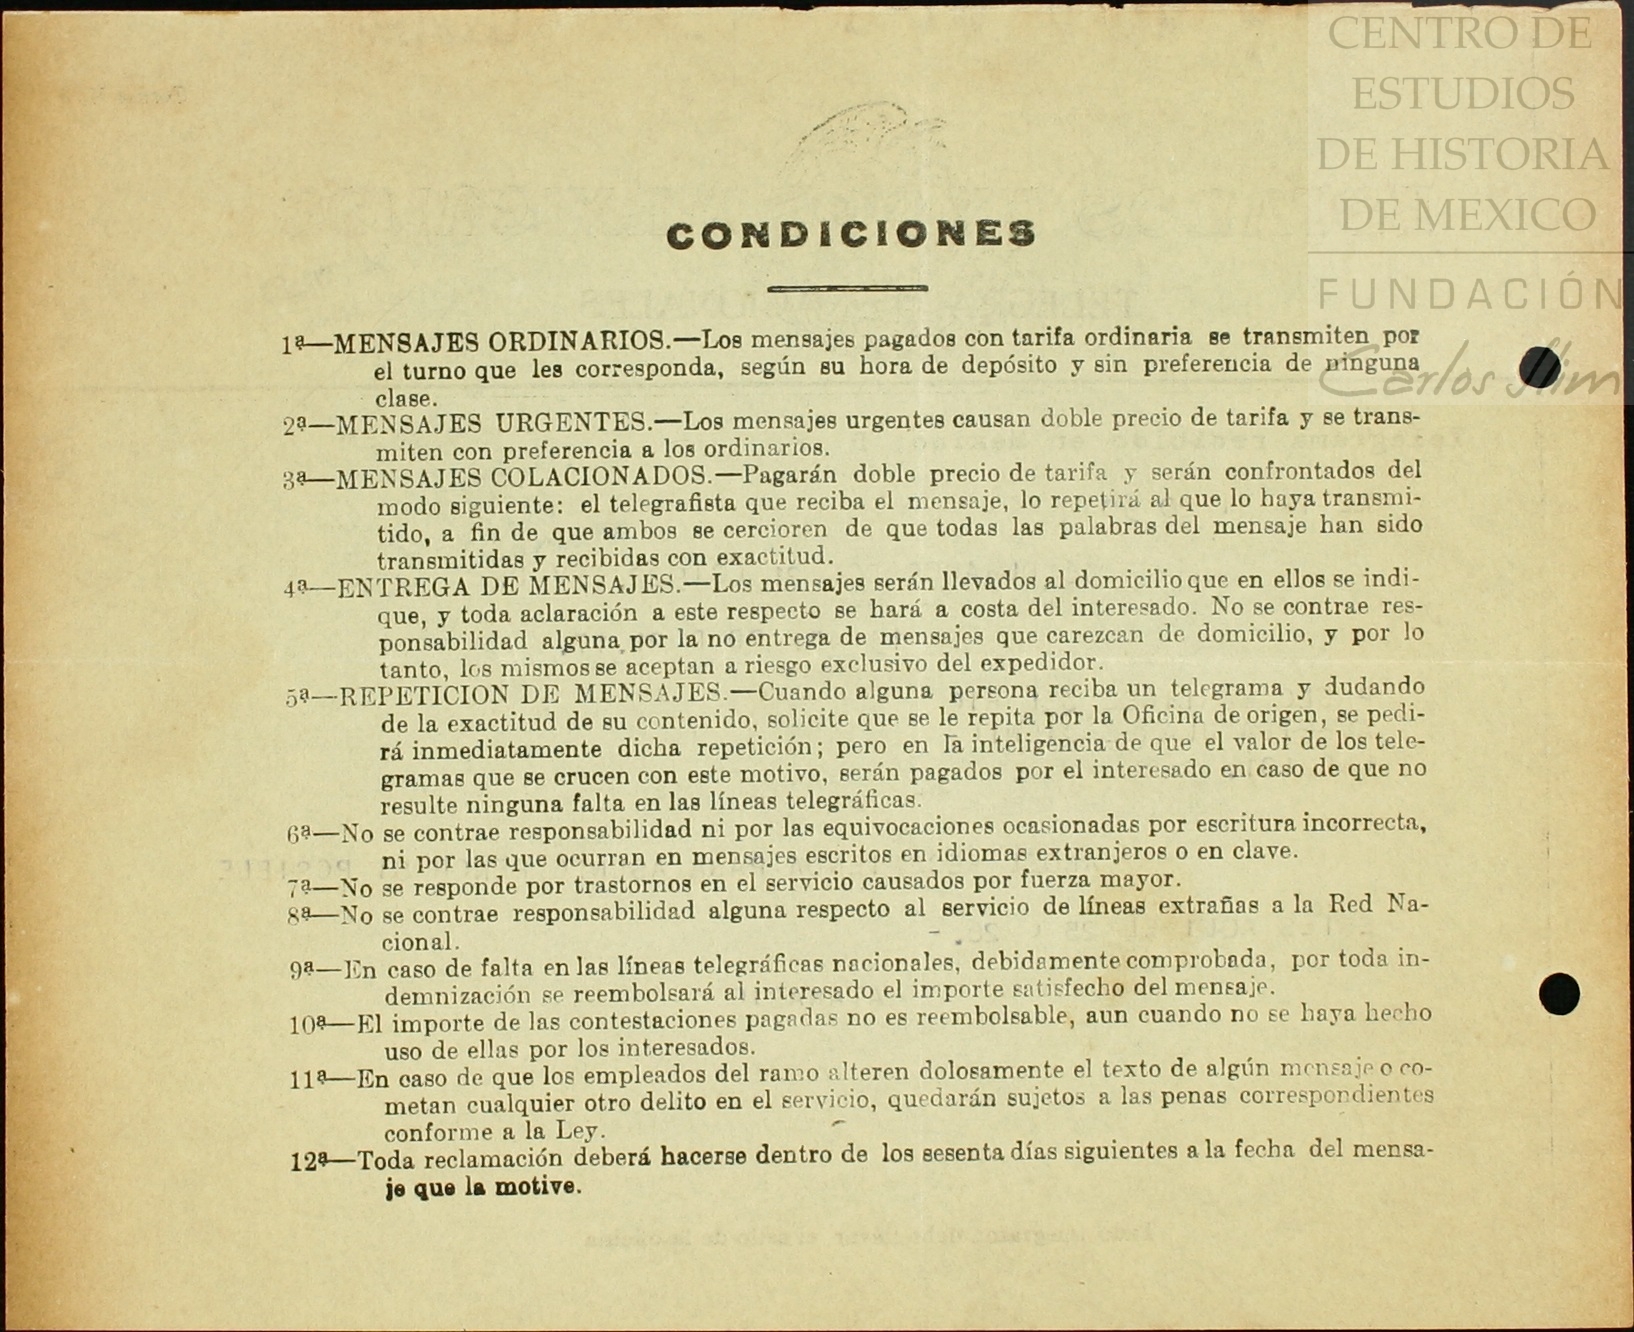 CENTRO DE
ESTUDIOS
DE HISTORIA
DE MEXICO
FUNDACIÓN
Carlos Slim
CONDICIONES
1ª—MENSAJES ORDINARIOS.—Los mensajes pagados con tarifa ordinaria se transmiten por
el turno que les corresponda, según su hora de depósito y sin preferencia de ninguna
clase.
2ª—MENSAJES URGENTES.—Los mensajes urgentes causan doble precio de tarifa y se trans-
miten con preferencia a los ordinarios.
3ª—MENSAJES COLACIONADOS.—Pagarán doble precio de tarifa y serán confrontados del
modo siguiente: el telegrafista que reciba el mensaje, lo repetirá al que lo haya transmi-
tido, a fin de que ambos se cercioren de que todas las palabras del mensaje han sido
transmitidas y recibidas con exactitud.
4ª—ENTREGA DE MENSAJES.—Los mensajes serán llevados al domicilio que en ellos se indi-
que, y toda aclaración a este respecto se hará a costa del interesado. No se contrae res-
ponsabilidad alguna por la no entrega de mensajes que carezcan de domicilio, y por lo
tanto, los mismos se aceptan a riesgo exclusivo del expedidor.
5ª—REPETICION DE MENSAJES.—Cuando alguna persona reciba un telegrama y dudando
de la exactitud de su contenido, solicite que se le repita por la Oficina de origen, se pedi-
rá inmediatamente dicha repetición; pero en la inteligencia de que el valor de los tele-
gramas que se crucen con este motivo, serán pagados por el interesado en caso de que no
resulte ninguna falta en las líneas telegráficas.
6ª—No se contrae responsabilidad ni por las equivocaciones ocasionadas por escritura incorrecta,
ni por las que ocurran en mensajes escritos en idiomas extranjeros o en clave.
7ª—No se responde por trastornos en el servicio causados por fuerza mayor.
8ª—No se contrae responsabilidad alguna respecto al servicio de líneas extrañas a la Red Na-
cional.
9ª—En caso de falta en las líneas telegráficas nacionales, debidamente comprobada, por toda in-
demnización se reembolsará al interesado el importe satisfecho del mensaje.
10ª—El importe de las contestaciones pagadas no es reembolsable, aun cuando no se haya hecho
uso de ellas por los interesados.
11ª—En caso de que los empleados del ramo alteren dolosamente el texto de algún mensaje o co-
metan cualquier otro delito en el servicio, quedarán sujetos a las penas correspondientes
conforme a la Ley.
12ª—Toda reclamación deberá hacerse dentro de los sesenta días siguientes a la fecha del mensa-
je que la motive.